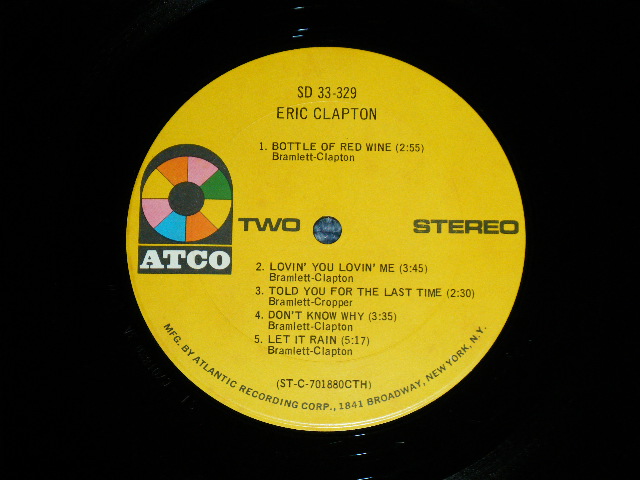 SD 33-329
ERIC CLAPTON
1. BOTTLE OF RED WINE (2:55)
Bramlett-Clapton
ATCO
TWO
STEREO
2. LOVIN' YOU LOVIN' ME (3:45)
Bramlett-Clapton
3. TOLD YOU FOR THE LAST TIME (2:30)
Bramlett-Cropper
4. DON'T KNOW WHY (3:35)
Bramlett-Clapton
5. LET IT RAIN (5:17)
Bramlett-Clapton
(ST-C-701880CTH)
MFG. BY ATLANTIC RECORDING CORP., 1841 BROADWAY, NEW YORK, N.Y.